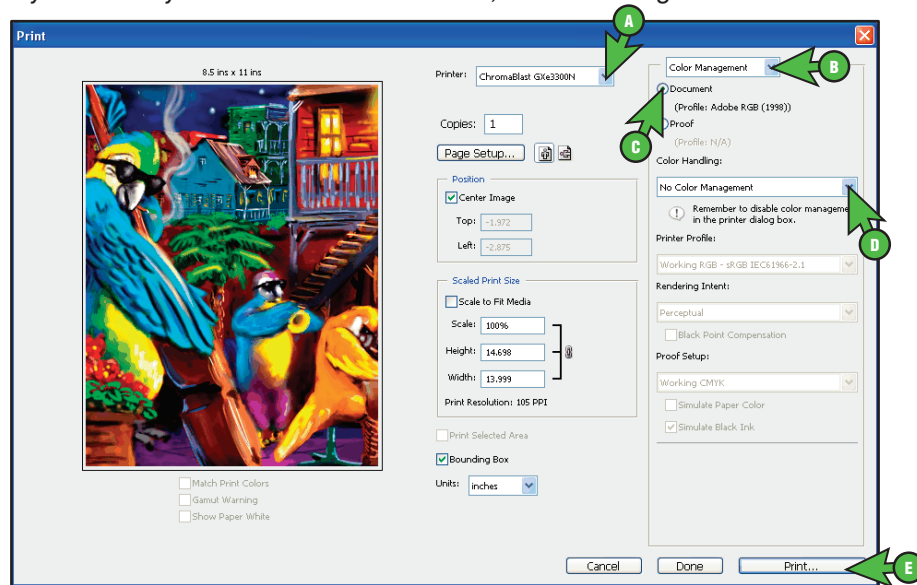 Print
8.5 ins x 11 ins
Match Print Colors
Gamut Warning
Show Paper White
Printer: ChromaBlast GXe3300N
A
Copies: 1
Page Setup...
Position
Center Image
Top: -1.972
Left: -2.875
Scaled Print Size
Scale to Fit Media
Scale: 100%
Height: 14.698
Width: 13.999
Print Resolution: 105 PPI
Print Selected Area
Bounding Box
Units: inches
Color Management
B
Document
(Profile: Adobe RGB (1998))
Proof
C
(Profile: N/A)
Color Handling:
No Color Management
Remember to disable color manageme
in the printer dialog box.
D
Printer Profile:
Working RGB - sRGB IEC61966-2.1
Rendering Intent:
Perceptual
Black Point Compensation
Proof Setup:
Working CMYK
Simulate Paper Color
Simulate Black Ink
Cancel
Done
Print...
E